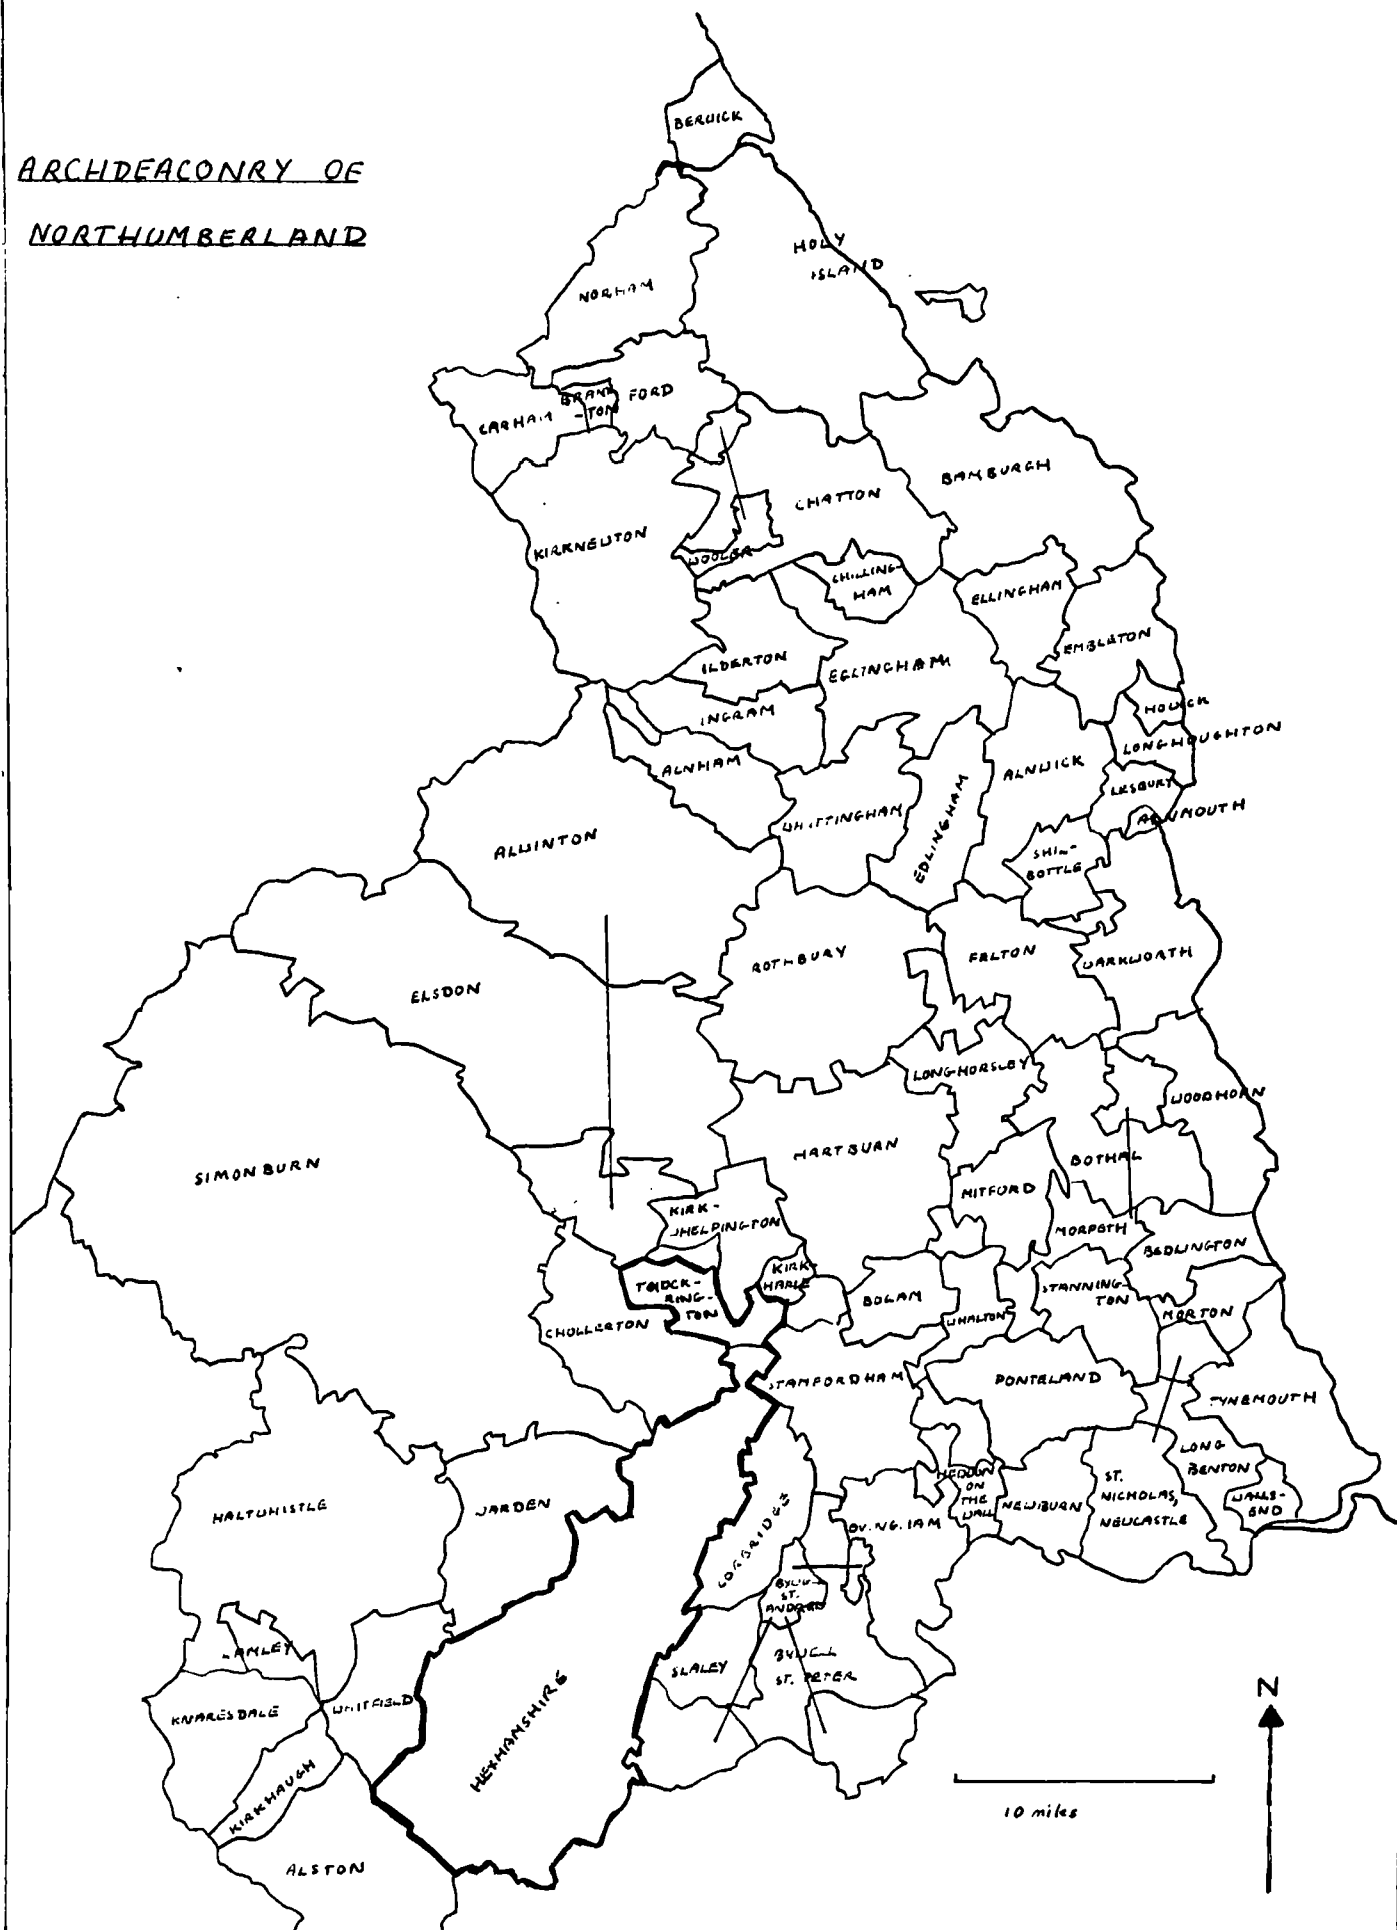 ARCHDEACONRY OF
NORTHUMBERLAND
BERWICK
HOLY
ISLAND
NORHAM
CARHAM
BRANX
-TON
FORD
BAMBURGH
CHATTON
KIRKNEWTON
WOOLER
CHILLING-
HAM
ELLINGHAM
EMBLETON
ILDERTON
EGLINGHAM
INGRAM
HOWICK
LONGHOUGHTON
ALNHAM
ALNWICK
LESBURY
ALNMOUTH
WHITTINGHAM
EDLINGHAM
ALWINTON
SHIL-
BOTTLE
ROTHBURY
FELTON
WARKWORTH
ELSDON
LONGHORSLEY
WOODHORN
SIMONBURN
HARTBURN
BOTHAL
MITFORD
KIRK-
WHELPINGTON
MORPETH
BEDLINGTON
KIRK-
HARLE
THOCK-
RING-
TON
BOLAM
STANNING-
TON
WHALTON
HORTON
CHOLLERTON
STAMFORDHAM
PONTELAND
TYNEMOUTH
LONG
BENTON
HALTWHISTLE
WARDEN
CORBRIDGE
OVINGHAM
HEDDON
ON
THE
WALL
NEWBURN
ST.
NICHOLAS,
NEWCASTLE
WALLS-
END
BYWELL
ST.
ANDREW
LAMLEY
SLALEY
BYWELL
ST. PETER
KNARESDALE
WHITFIELD
HEXHAMSHIRE
KIRKHAUGH
ALSTON
N
10 miles